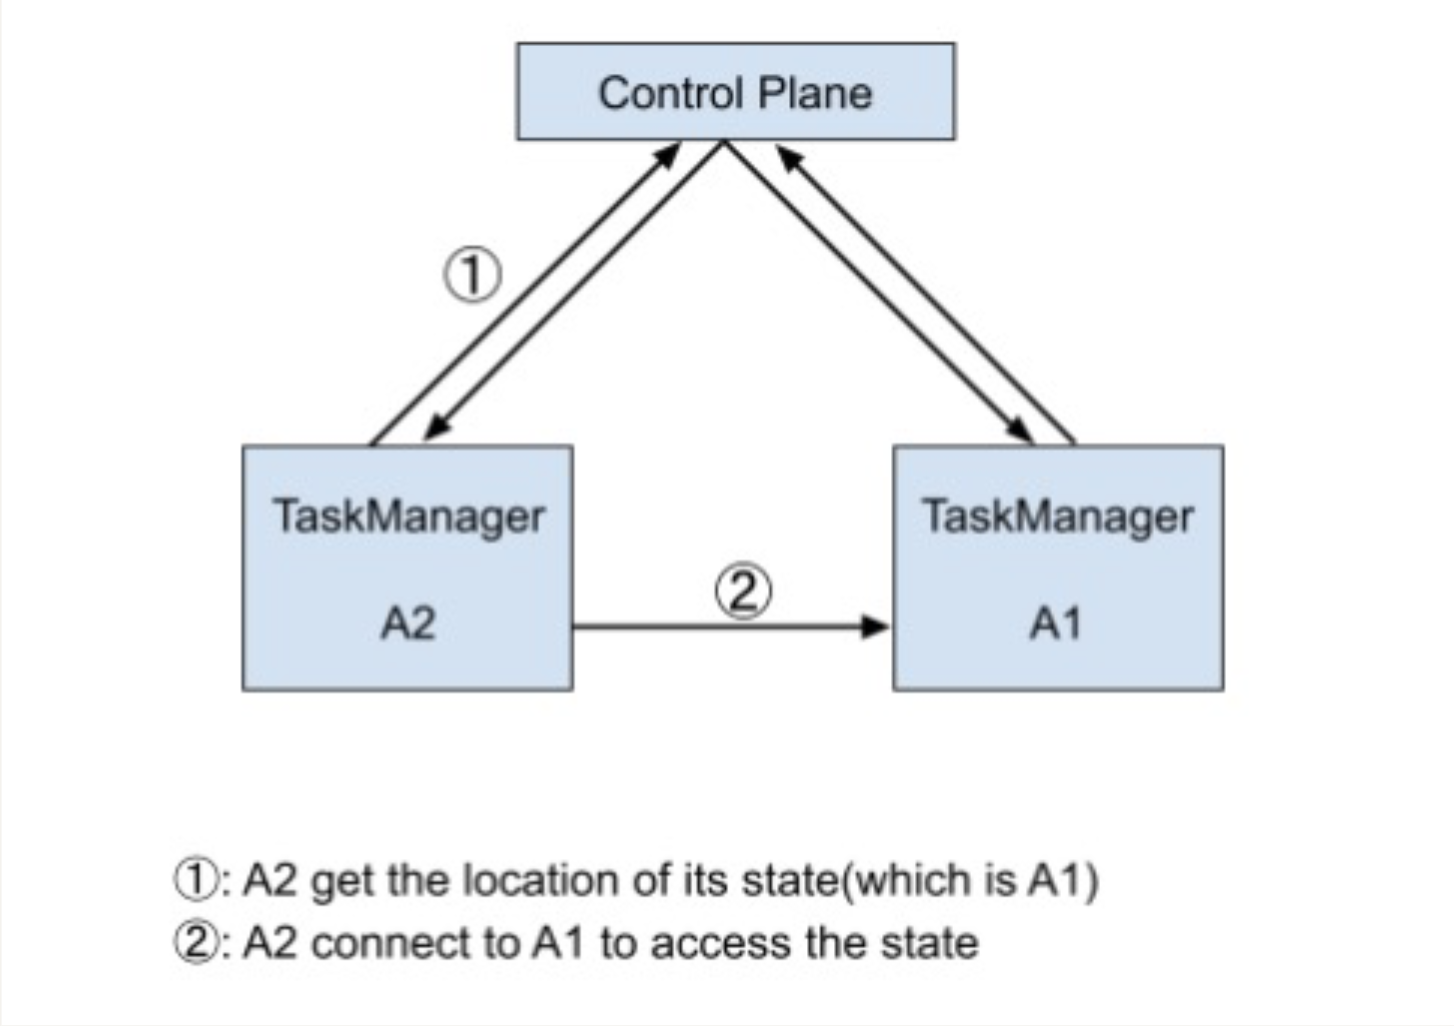 Control Plane
①
TaskManager
A2
②
TaskManager
A1
①: A2 get the location of its state(which is A1)
②: A2 connect to A1 to access the state